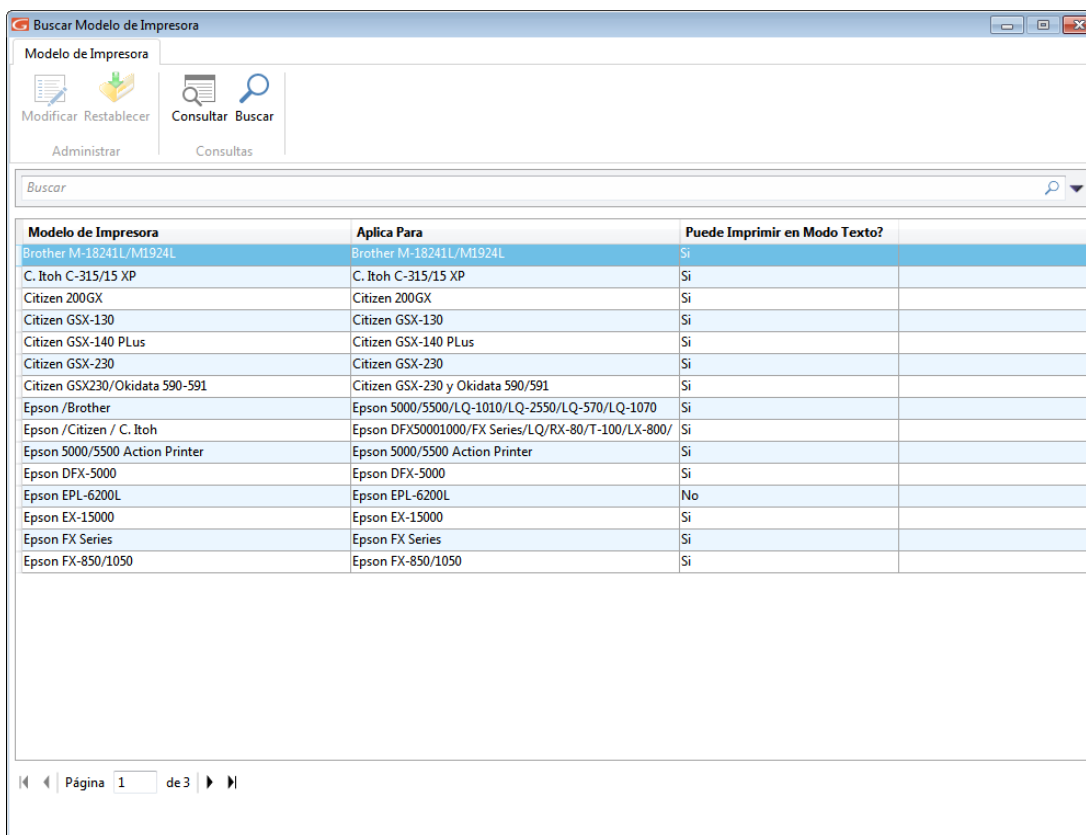 Buscar Modelo de Impresora
Modelo de Impresora
Modificar Restablecer Consultar Buscar
Administrar Consultas
Buscar
Modelo de Impresora Aplica Para Puede Imprimir en Modo Texto?
Brother M-18241L/M1924L Brother M-18241L/M1924L Si
C. Itoh C-315/15 XP C. Itoh C-315/15 XP Si
Citizen 200GX Citizen 200GX Si
Citizen GSX-130 Citizen GSX-130 Si
Citizen GSX-140 PLus Citizen GSX-140 PLus Si
Citizen GSX-230 Citizen GSX-230 Si
Citizen GSX230/Okidata 590-591 Citizen GSX-230 y Okidata 590/591 Si
Epson /Brother Epson 5000/5500/LQ-1010/LQ-2550/LQ-570/LQ-1070 Si
Epson /Citizen / C. Itoh Epson DFX50001000/FX Series/LQ/RX-80/T-100/LX-800/ Si
Epson 5000/5500 Action Printer Epson 5000/5500 Action Printer Si
Epson DFX-5000 Epson DFX-5000 Si
Epson EPL-6200L Epson EPL-6200L No
Epson EX-15000 Epson EX-15000 Si
Epson FX Series Epson FX Series Si
Epson FX-850/1050 Epson FX-850/1050 Si
Página 1 de 3